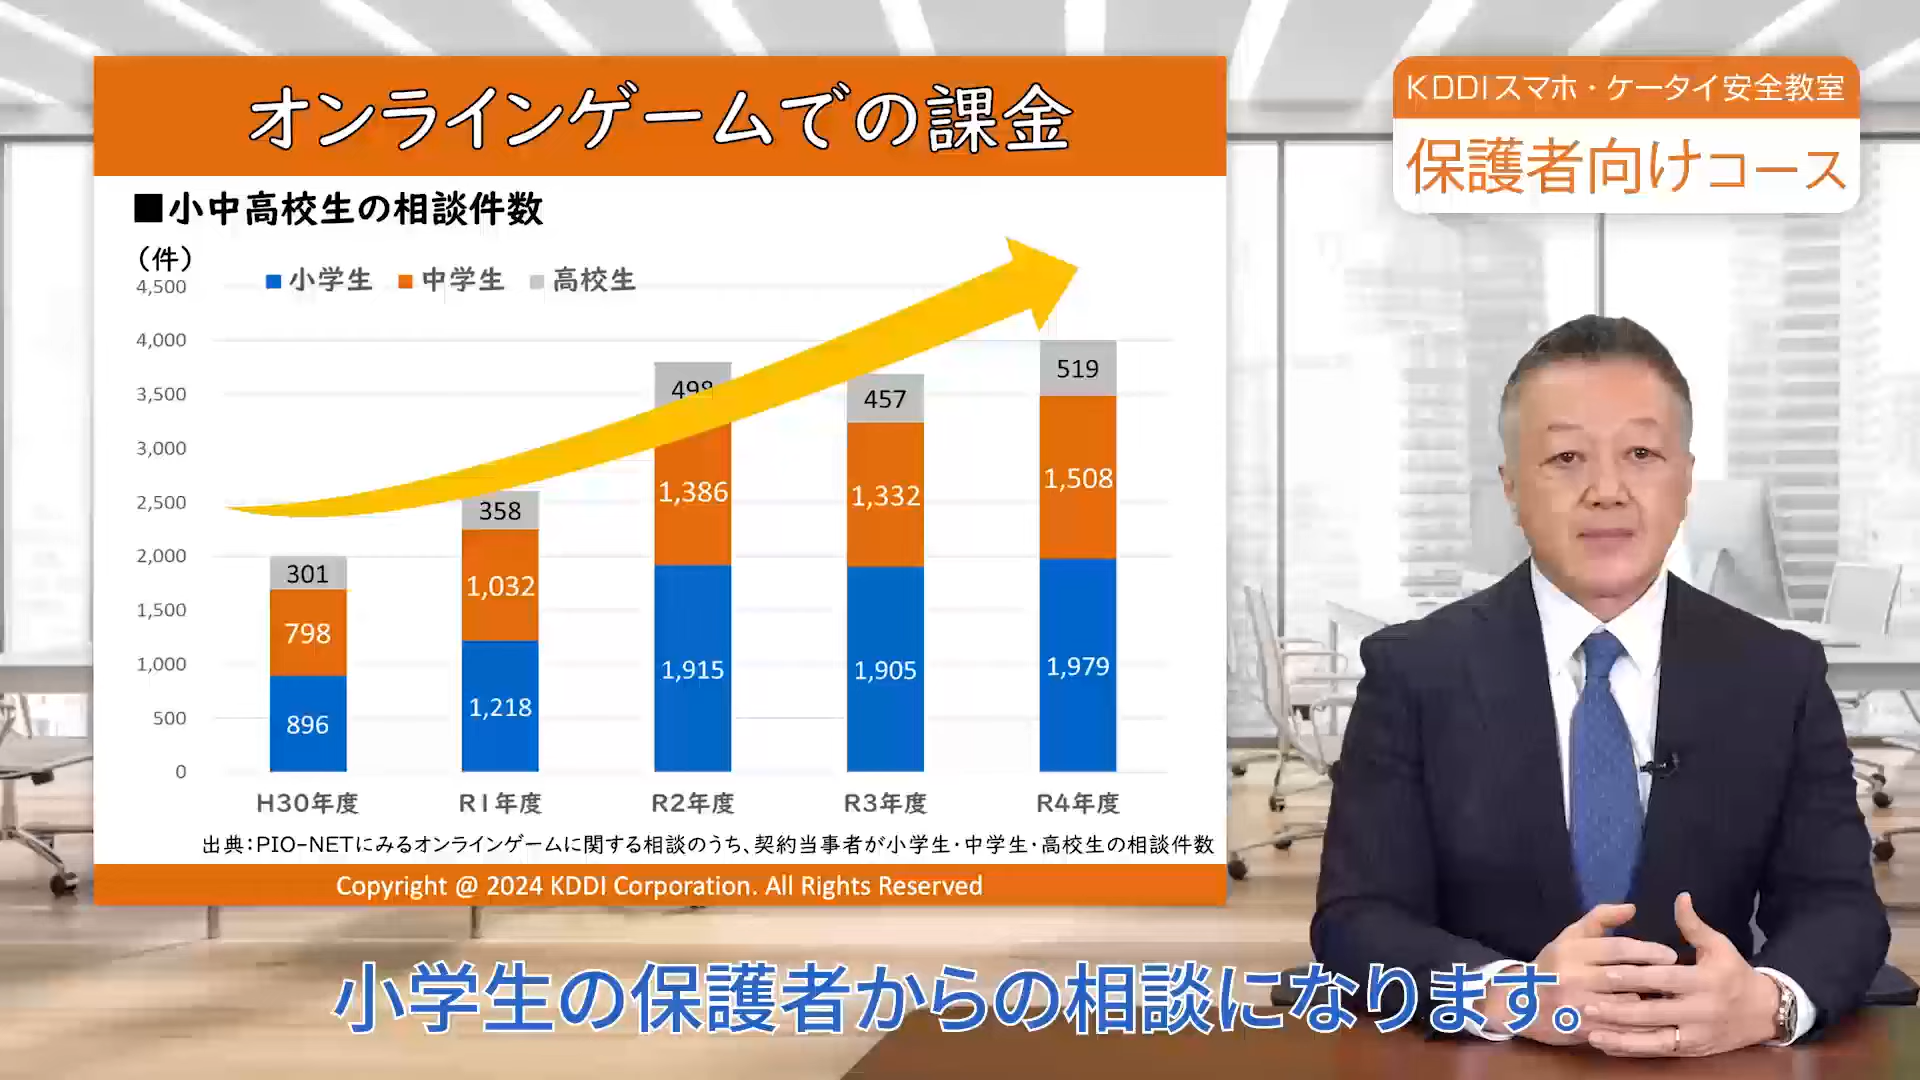 オンラインゲームでの課金
KDDIスマホ・ケータイ安全教室
保護者向けコース
■小中高校生の相談件数
(件)
小学生 中学生 高校生
4,500
4,000
3,500
3,000
2,500
2,000
1,500
1,000
500
0
301
798
896
358
1,032
1,218
498
1,386
1,915
457
1,332
1,905
519
1,508
1,979
H30年度 R1年度 R2年度 R3年度 R4年度
出典:PIO-NETにみるオンラインゲームに関する相談のうち、契約当事者が小学生・中学生・高校生の相談件数
Copyright @ 2024 KDDI Corporation. All Rights Reserved
小学生の保護者からの相談になります。